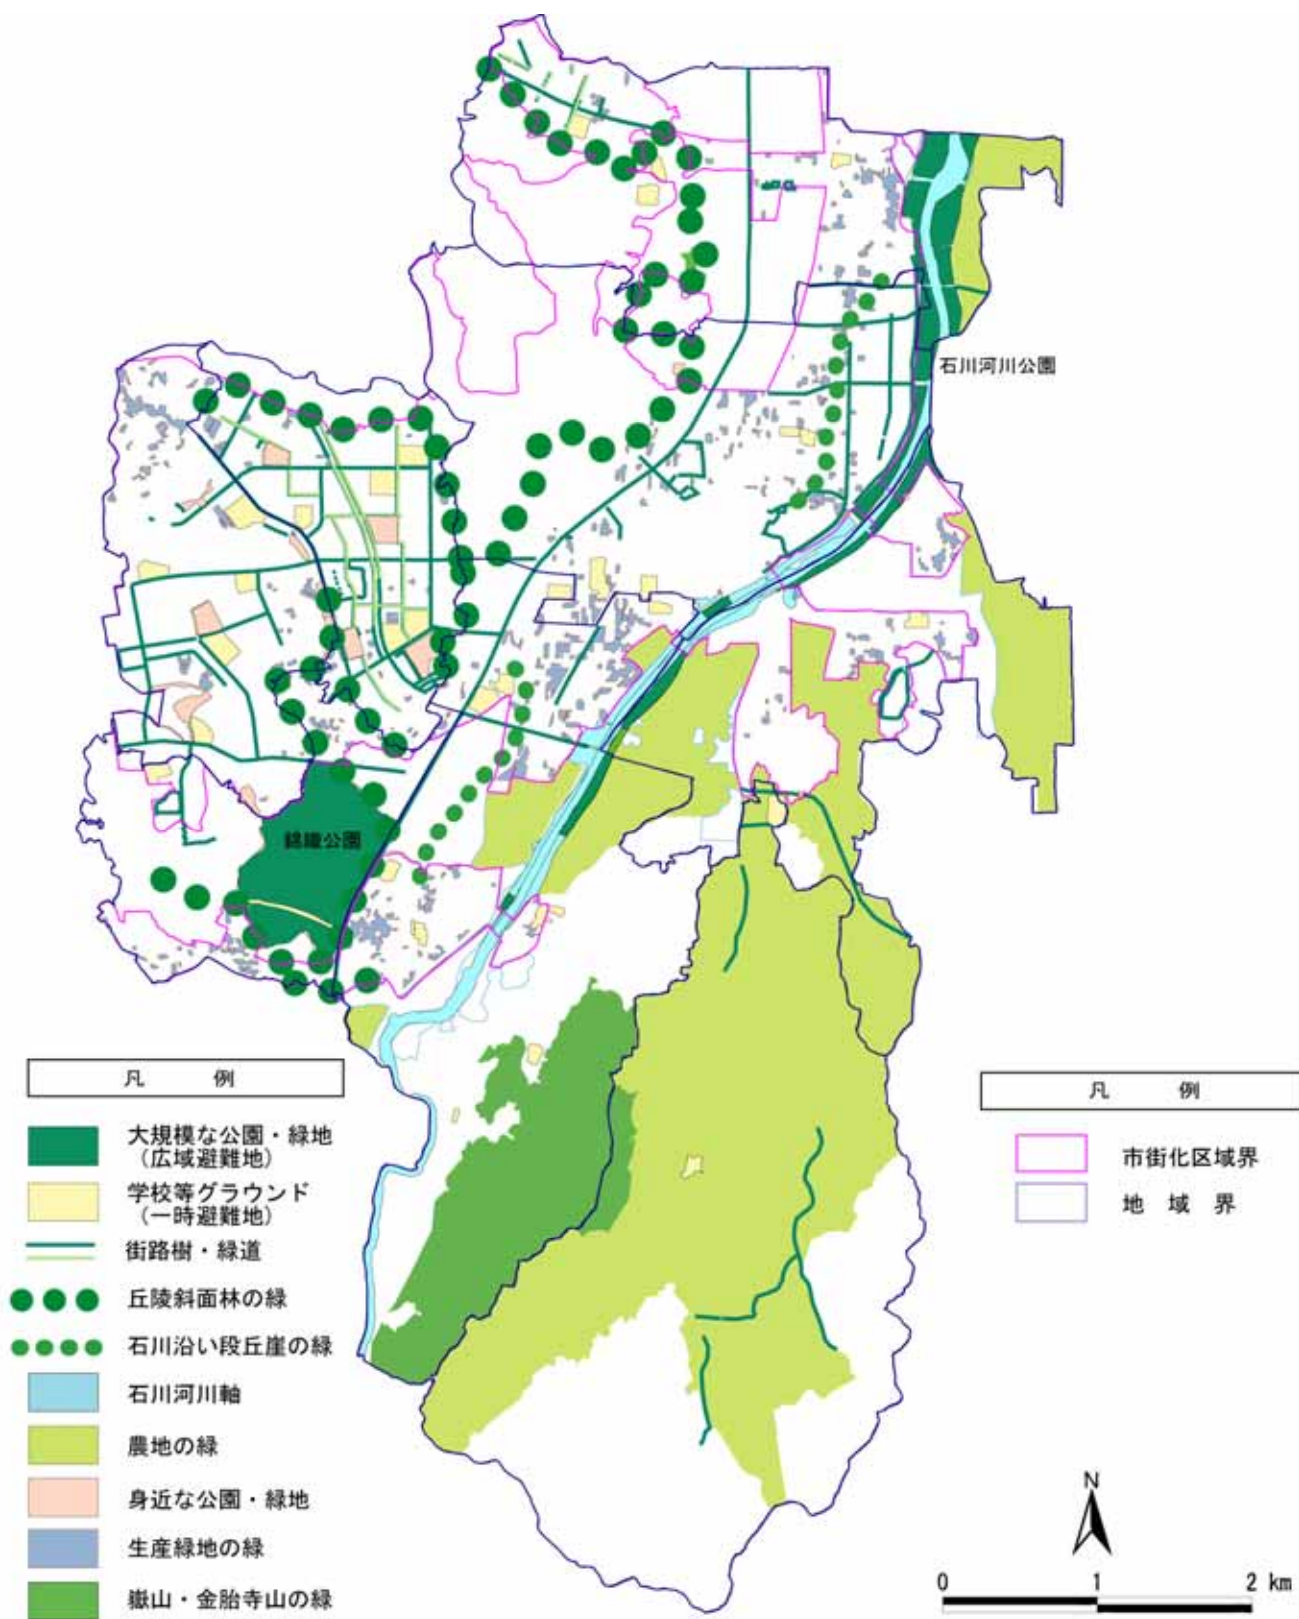 石川河川公園
錦織公園
凡 例
大規模な公園・緑地
(広域避難地)
学校等グラウンド
(一時避難地)
街路樹・緑道
丘陵斜面林の緑
石川沿い段丘崖の緑
石川河川軸
農地の緑
身近な公園・緑地
生産緑地の緑
嶽山・金胎寺山の緑
凡 例
市街化区域界
地 域 界
N
0 1 2 km